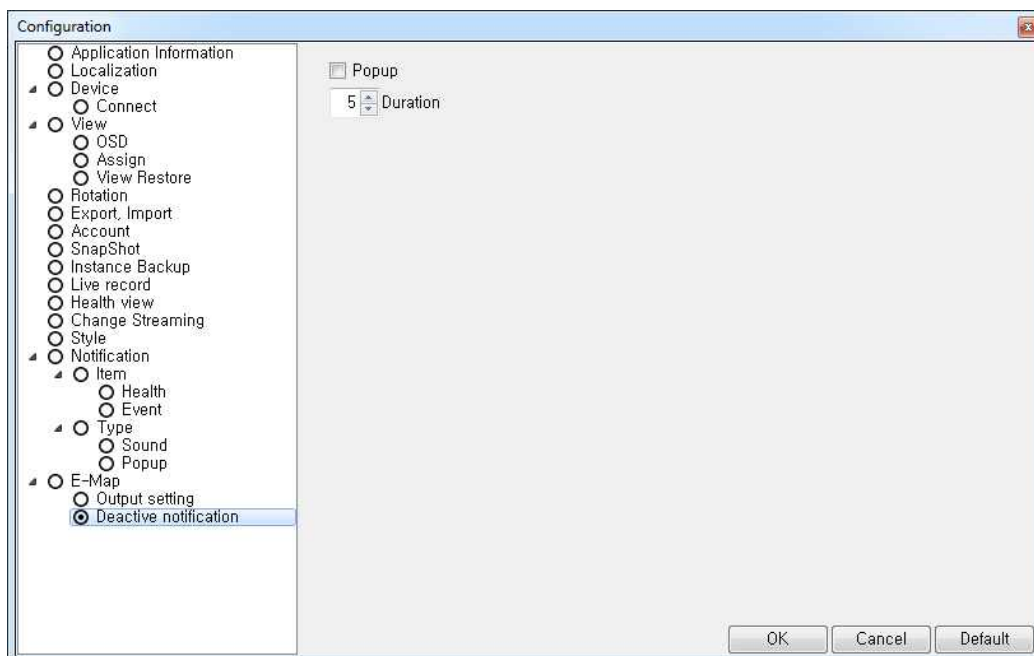 Configuration
Application Information
Localization
Device
Connect
View
OSD
Assign
View Restore
Rotation
Export, Import
Account
SnapShot
Instance Backup
Live record
Health view
Change Streaming
Style
Notification
Item
Health
Event
Type
Sound
Popup
E-Map
Output setting
Deactive notification
Popup
5 Duration
OK Cancel Default